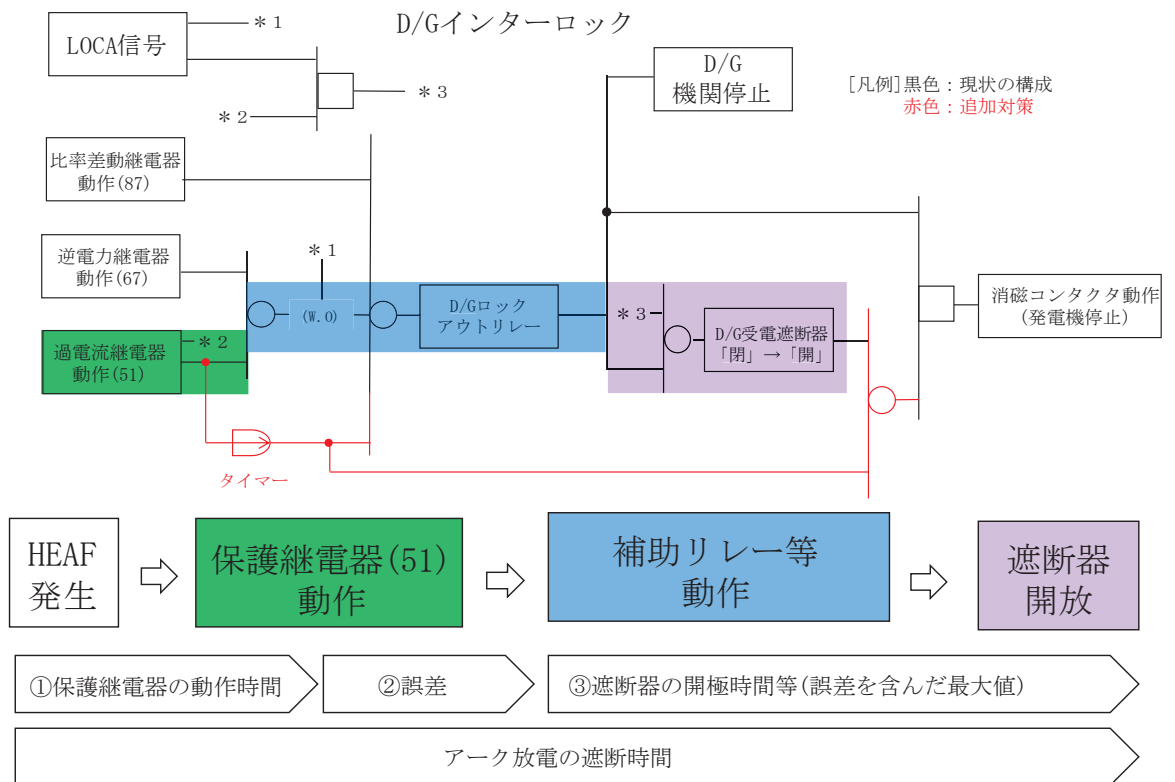 D/Gインターロック
LOCA信号
＊1
＊2
＊3
D/G
機関停止
[凡例]黒色：現状の構成
赤色：追加対策
比率差動継電器
動作(87)
逆電力継電器
動作(67)
＊1
(W.O)
D/Gロック
アウトリレー
＊3
D/G受電遮断器
「閉」→「開」
消磁コンタクタ動作
(発電機停止)
＊2
過電流継電器
動作(51)
タイマー
HEAF
発生
保護継電器(51)
動作
補助リレー等
動作
遮断器
開放
①保護継電器の動作時間
②誤差
③遮断器の開極時間等(誤差を含んだ最大値)
アーク放電の遮断時間